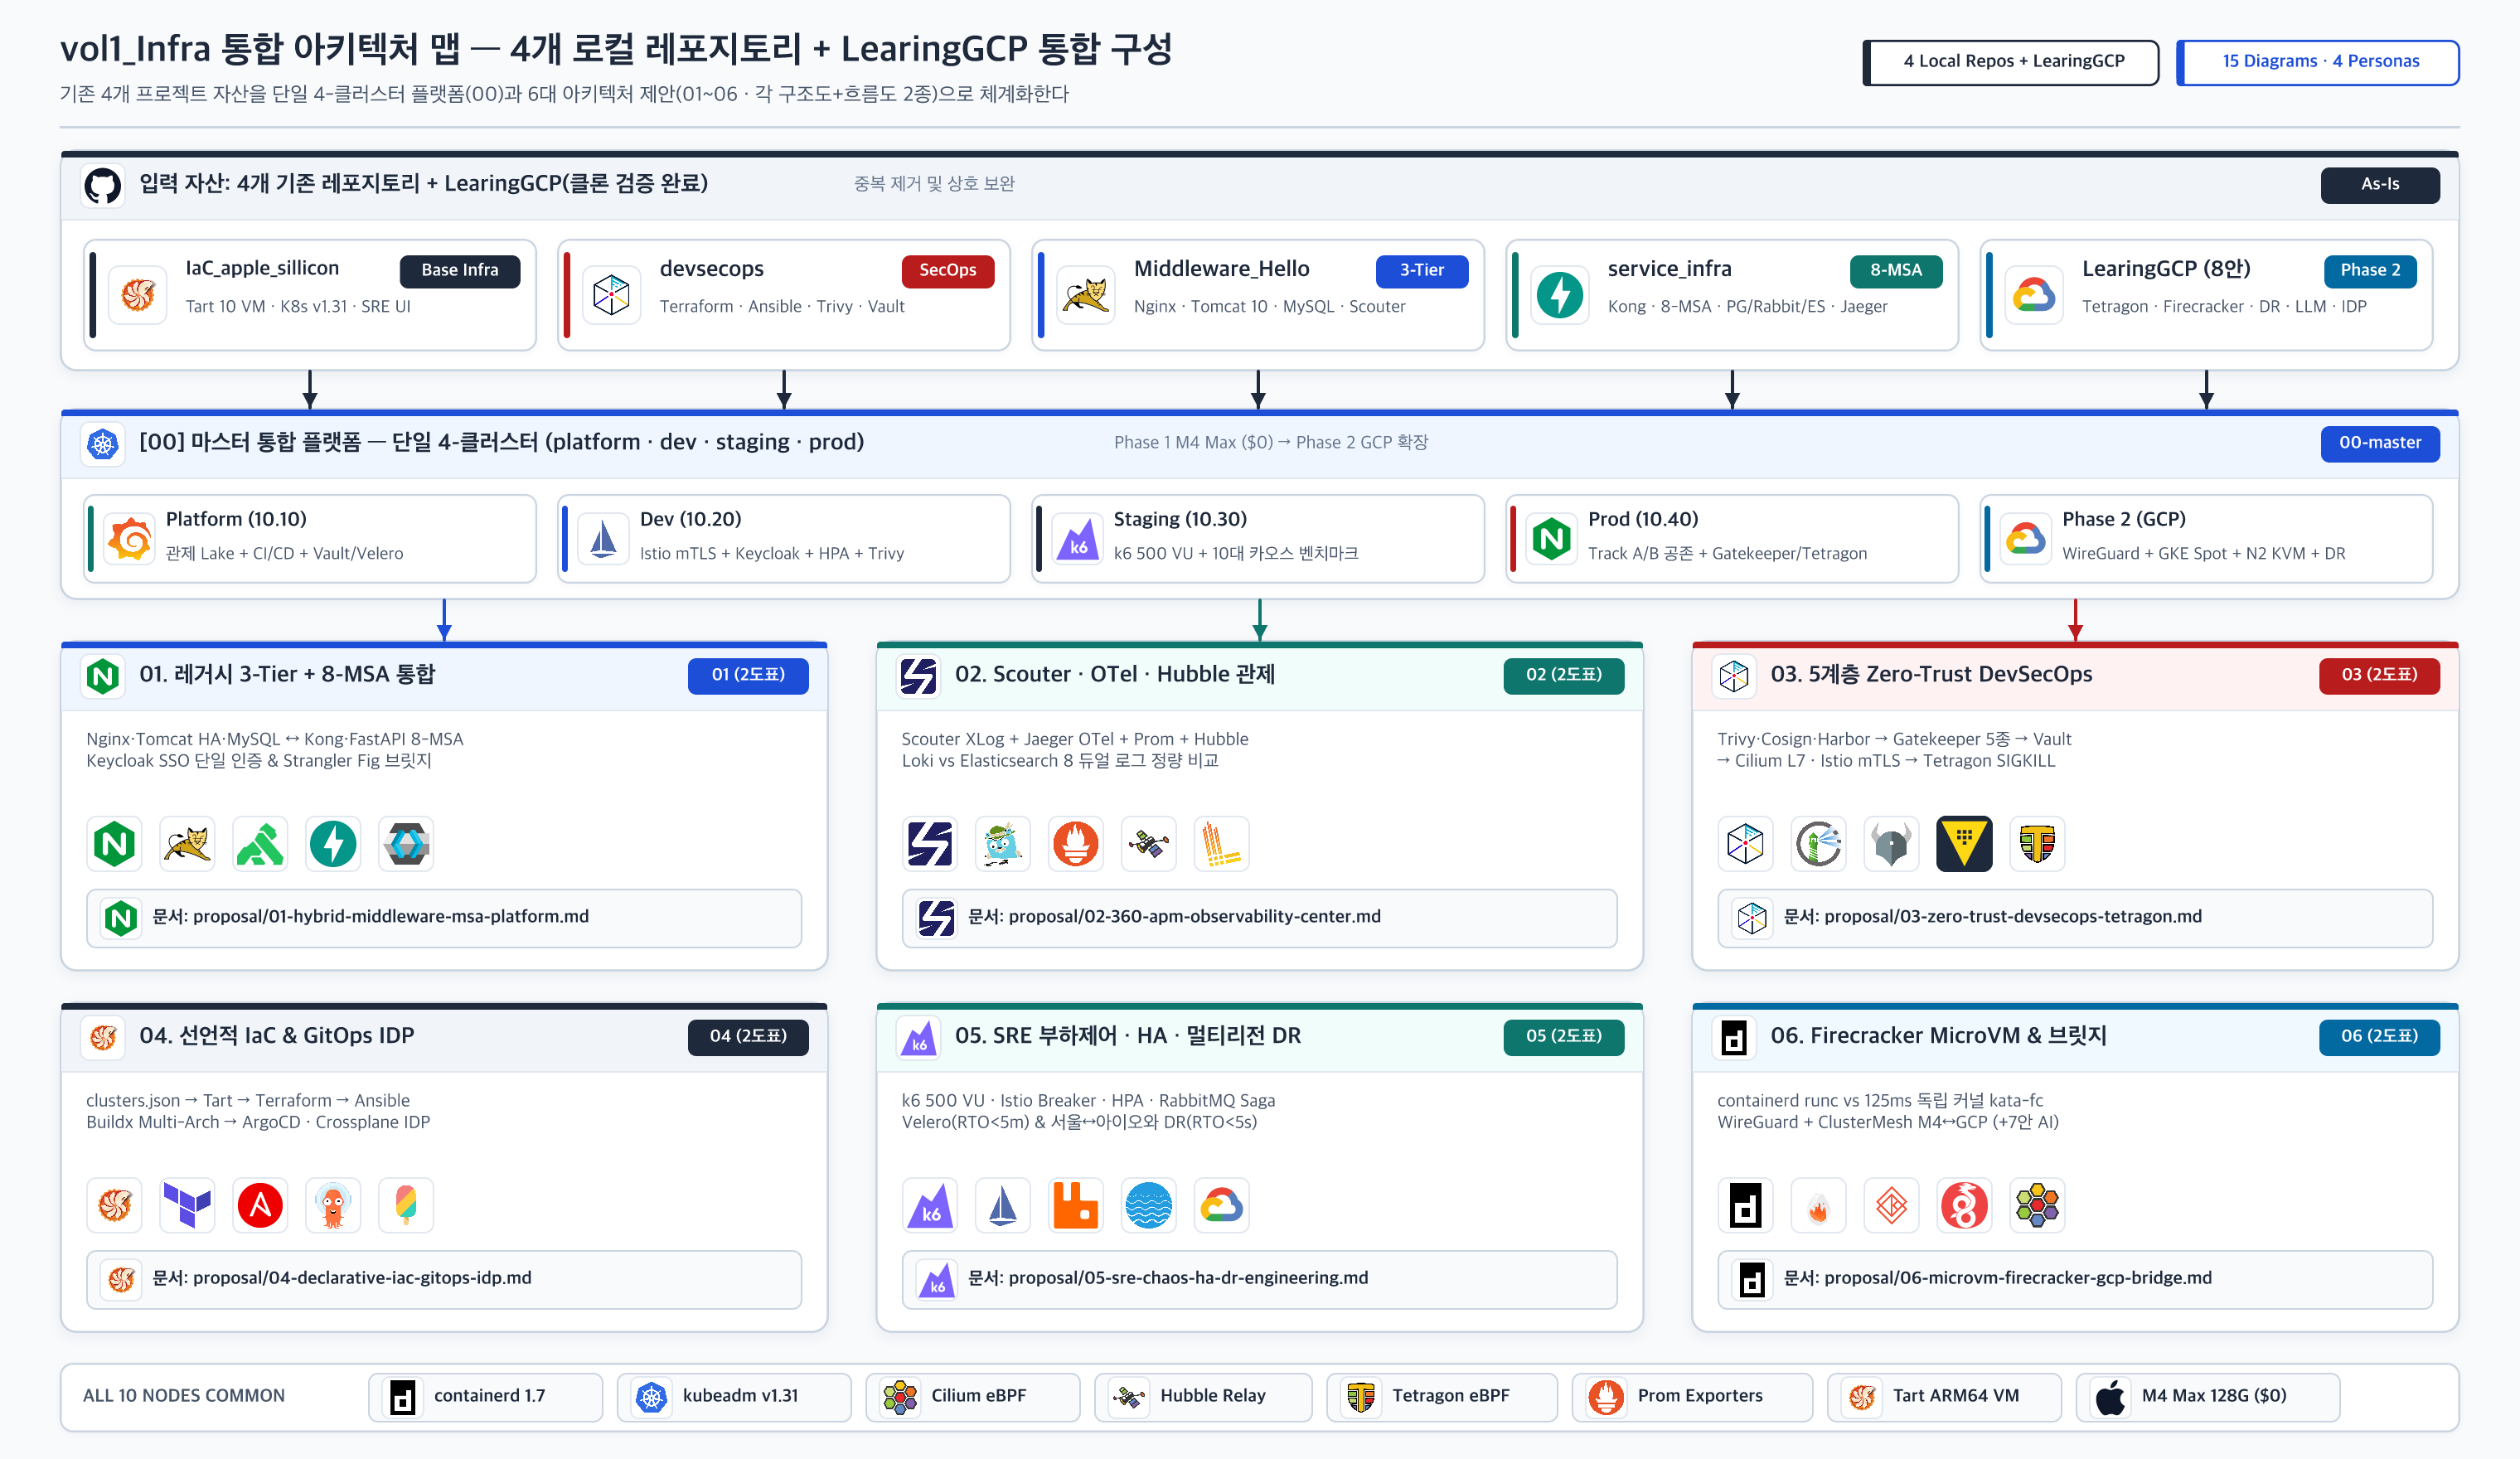 vol1_Infra 통합 아키텍처 맵 — 4개 로컬 레포지토리 + LearingGCP 통합 구성
기존 4개 프로젝트 자산을 단일 4-클러스터 플랫폼(00)과 6대 아키텍처 제안(01~06 · 각 구조도+흐름도 2종)으로 체계화한다
4 Local Repos + LearingGCP
15 Diagrams · 4 Personas
입력 자산: 4개 기존 레포지토리 + LearingGCP(클론 검증 완료)
중복 제거 및 상호 보완
As-Is
IaC_apple_sillicon
Base Infra
Tart 10 VM · K8s v1.31 · SRE UI
devsecops
SecOps
Terraform · Ansible · Trivy · Vault
Middleware_Hello
3-Tier
Nginx · Tomcat 10 · MySQL · Scouter
service_infra
8-MSA
Kong · 8-MSA · PG/Rabbit/ES · Jaeger
LearingGCP (8안)
Phase 2
Tetragon · Firecracker · DR · LLM · IDP
[00] 마스터 통합 플랫폼 — 단일 4-클러스터 (platform · dev · staging · prod)
Phase 1 M4 Max ($0) → Phase 2 GCP 확장
00-master
Platform (10.10)
관제 Lake + CI/CD + Vault/Velero
Dev (10.20)
Istio mTLS + Keycloak + HPA + Trivy
k6
Staging (10.30)
k6 500 VU + 10대 카오스 벤치마크
Prod (10.40)
Track A/B 공존 + Gatekeeper/Tetragon
Phase 2 (GCP)
WireGuard + GKE Spot + N2 KVM + DR
01. 레거시 3-Tier + 8-MSA 통합
01 (2도표)
Nginx·Tomcat HA·MySQL ↔ Kong·FastAPI 8-MSA
Keycloak SSO 단일 인증 & Strangler Fig 브릿지
문서: proposal/01-hybrid-middleware-msa-platform.md
02. Scouter · OTel · Hubble 관제
02 (2도표)
Scouter XLog + Jaeger OTel + Prom + Hubble
Loki vs Elasticsearch 8 듀얼 로그 정량 비교
문서: proposal/02-360-apm-observability-center.md
03. 5계층 Zero-Trust DevSecOps
03 (2도표)
Trivy·Cosign·Harbor → Gatekeeper 5종 → Vault
→ Cilium L7 · Istio mTLS → Tetragon SIGKILL
문서: proposal/03-zero-trust-devsecops-tetragon.md
04. 선언적 IaC & GitOps IDP
04 (2도표)
clusters.json → Tart → Terraform → Ansible
Buildx Multi-Arch → ArgoCD · Crossplane IDP
문서: proposal/04-declarative-iac-gitops-idp.md
k6
05. SRE 부하제어 · HA · 멀티리전 DR
05 (2도표)
k6 500 VU · Istio Breaker · HPA · RabbitMQ Saga
Velero(RTO<5m) & 서울↔아이오와 DR(RTO<5s)
k6
k6
문서: proposal/05-sre-chaos-ha-dr-engineering.md
06. Firecracker MicroVM & 브릿지
06 (2도표)
containerd runc vs 125ms 독립 커널 kata-fc
WireGuard + ClusterMesh M4↔GCP (+7안 AI)
문서: proposal/06-microvm-firecracker-gcp-bridge.md
ALL 10 NODES COMMON
containerd 1.7
kubeadm v1.31
Cilium eBPF
Hubble Relay
Tetragon eBPF
Prom Exporters
Tart ARM64 VM
M4 Max 128G ($0)